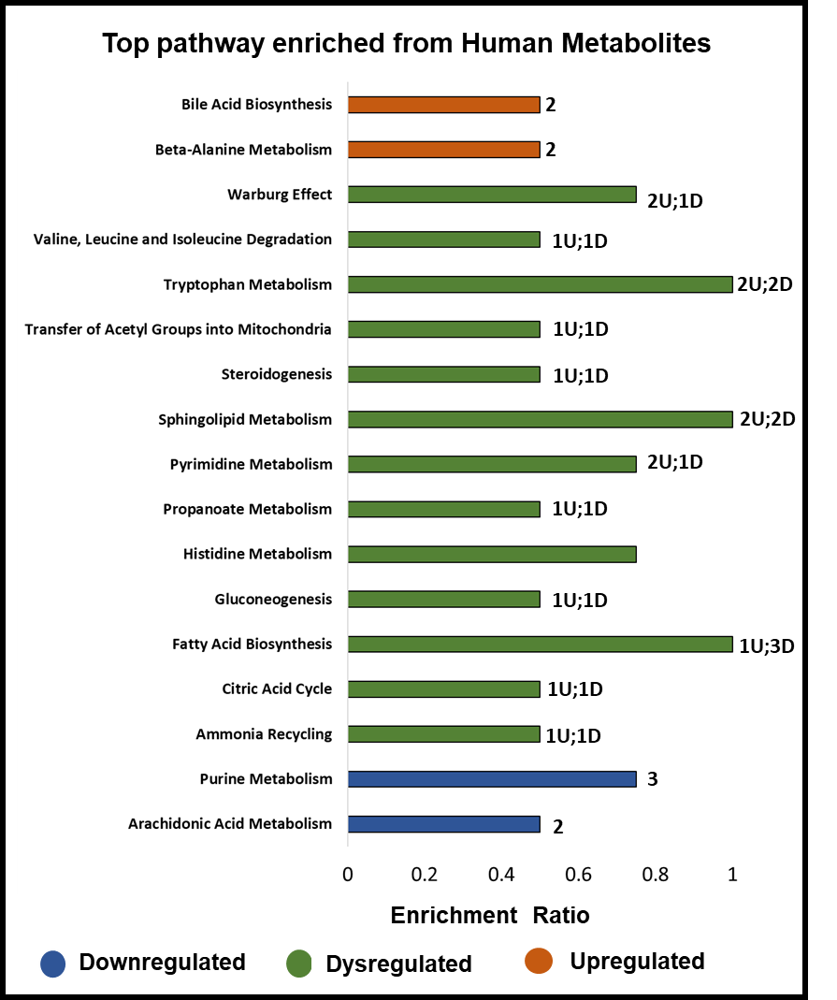 Top pathway enriched from Human Metabolites
Bile Acid Biosynthesis 2
Beta-Alanine Metabolism 2
Warburg Effect 2U;1D
Valine, Leucine and Isoleucine Degradation 1U;1D
Tryptophan Metabolism 2U;2D
Transfer of Acetyl Groups into Mitochondria 1U;1D
Steroidogenesis 1U;1D
Sphingolipid Metabolism 2U;2D
Pyrimidine Metabolism 2U;1D
Propanoate Metabolism 1U;1D
Histidine Metabolism
Gluconeogenesis 1U;1D
Fatty Acid Biosynthesis 1U;3D
Citric Acid Cycle 1U;1D
Ammonia Recycling 1U;1D
Purine Metabolism 3
Arachidonic Acid Metabolism 2
0 0.2 0.4 0.6 0.8 1
Enrichment Ratio
Downregulated Dysregulated Upregulated